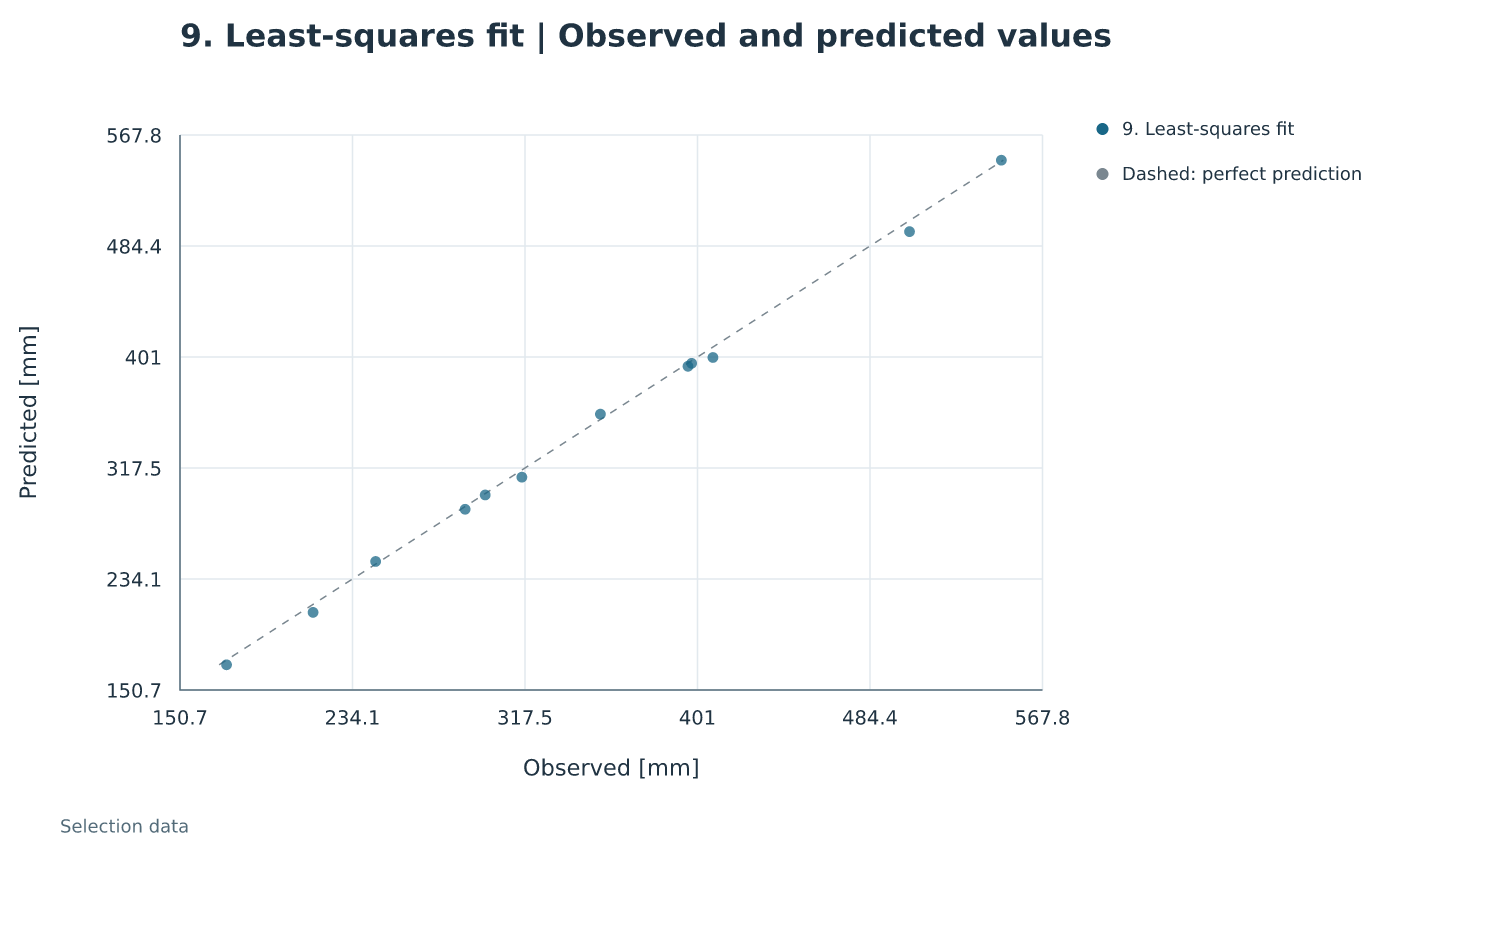 9. Least-squares fit | Observed and predicted values
9. Least-squares fit
Dashed: perfect prediction
567.8
484.4
401
317.5
234.1
150.7
Predicted [mm]
150.7 234.1 317.5 401 484.4 567.8
Observed [mm]
Selection data